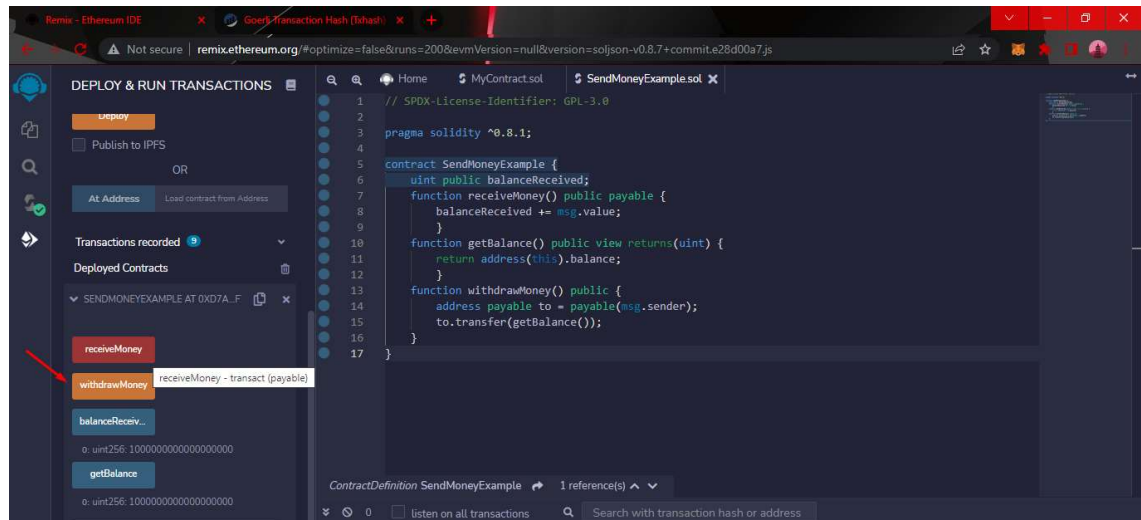 Remix - Ethereum IDE
Goerli Transaction Hash (Txhash)
Not secure remix.ethereum.org/#optimize=false&runs=200&evmVersion=null&version=soljson-v0.8.7+commit.e28d00a7.js
DEPLOY & RUN TRANSACTIONS
Deploy
Publish to IPFS
OR
At Address Load contract from Address
Transactions recorded 9
Deployed Contracts
SENDMONEYEXAMPLE AT 0XD7A...F
receiveMoney
withdrawMoney
receiveMoney - transact (payable)
balanceReceiv...
0: uint256: 1000000000000000000
getBalance
0: uint256: 1000000000000000000
Home MyContract.sol SendMoneyExample.sol
1 // SPDX-License-Identifier: GPL-3.0
2
3 pragma solidity ^0.8.1;
4
5 contract SendMoneyExample {
6 uint public balanceReceived;
7 function receiveMoney() public payable {
8 balanceReceived += msg.value;
9 }
10 function getBalance() public view returns(uint) {
11 return address(this).balance;
12 }
13 function withdrawMoney() public {
14 address payable to = payable(msg.sender);
15 to.transfer(getBalance());
16 }
17 }
ContractDefinition SendMoneyExample 1 reference(s)
0 listen on all transactions Search with transaction hash or address